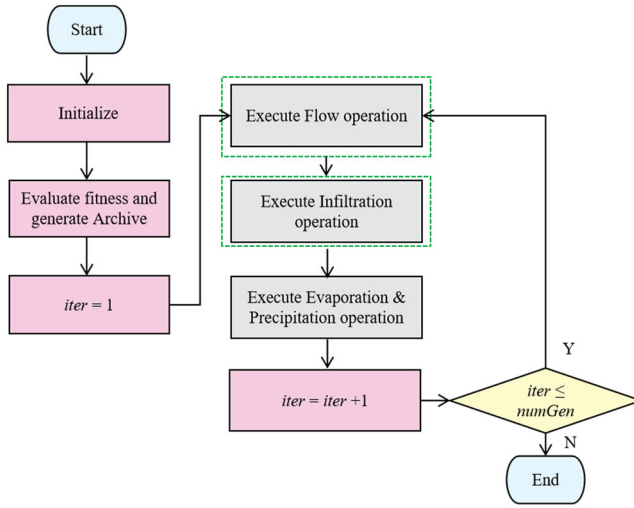 Start
Initialize
Evaluate fitness and
generate Archive
iter = 1
Execute Flow operation
Execute Infiltration
operation
Execute Evaporation &
Precipitation operation
iter = iter +1
iter ≤
numGen
Y
N
End